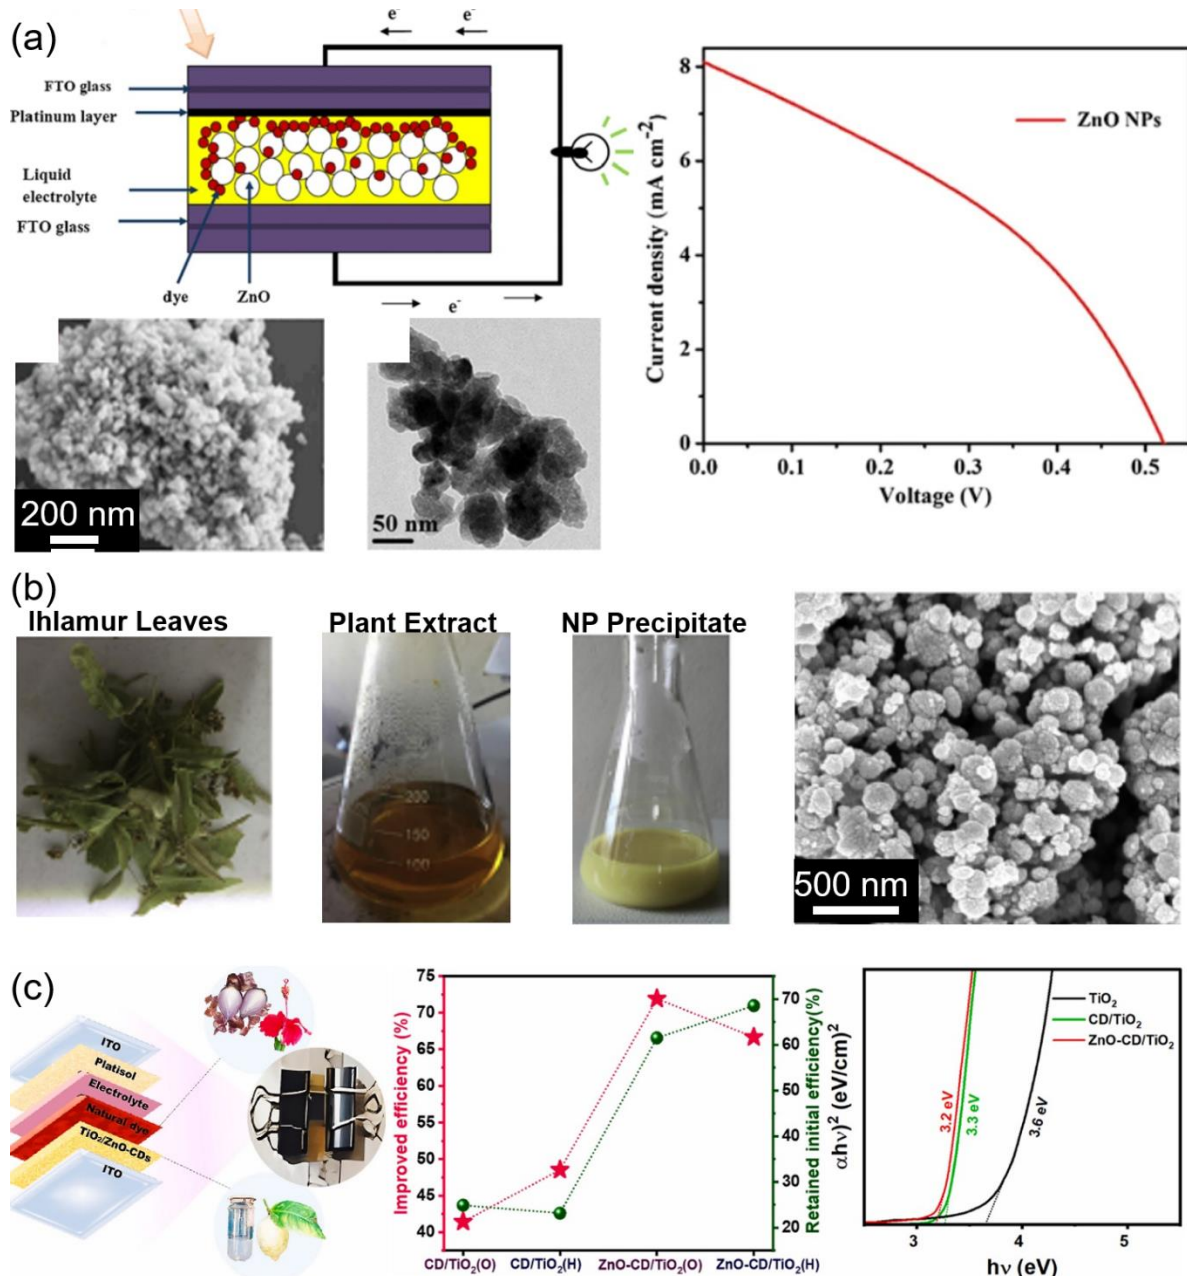 (a)
e⁻
e⁻
FTO glass
Platinum layer
Liquid
electrolyte
FTO glass
dye
ZnO
e⁻
200 nm
50 nm
Current density (mA cm⁻²)
8
6
4
2
0
ZnO NPs
0.0
0.1
0.2
0.3
0.4
0.5
Voltage (V)
(b)
Ihlamur Leaves
Plant Extract
NP Precipitate
200
150
100
500 nm
(c)
ITO
Platisol
Electrolyte
Natural dye
TiO₂/ZnO-CDs
ITO
Improved efficiency (%)
75
70
65
60
55
50
45
40
Retained initial efficiency(%)
70
60
50
40
30
20
CD/TiO₂(O)
CD/TiO₂(H)
ZnO-CD/TiO₂(O)
ZnO-CD/TiO₂(H)
αhν)² (eV/cm)²
TiO₂
CD/TiO₂
ZnO-CD/TiO₂
3.2 eV
3.3 eV
3.6 eV
3
4
5
hν (eV)